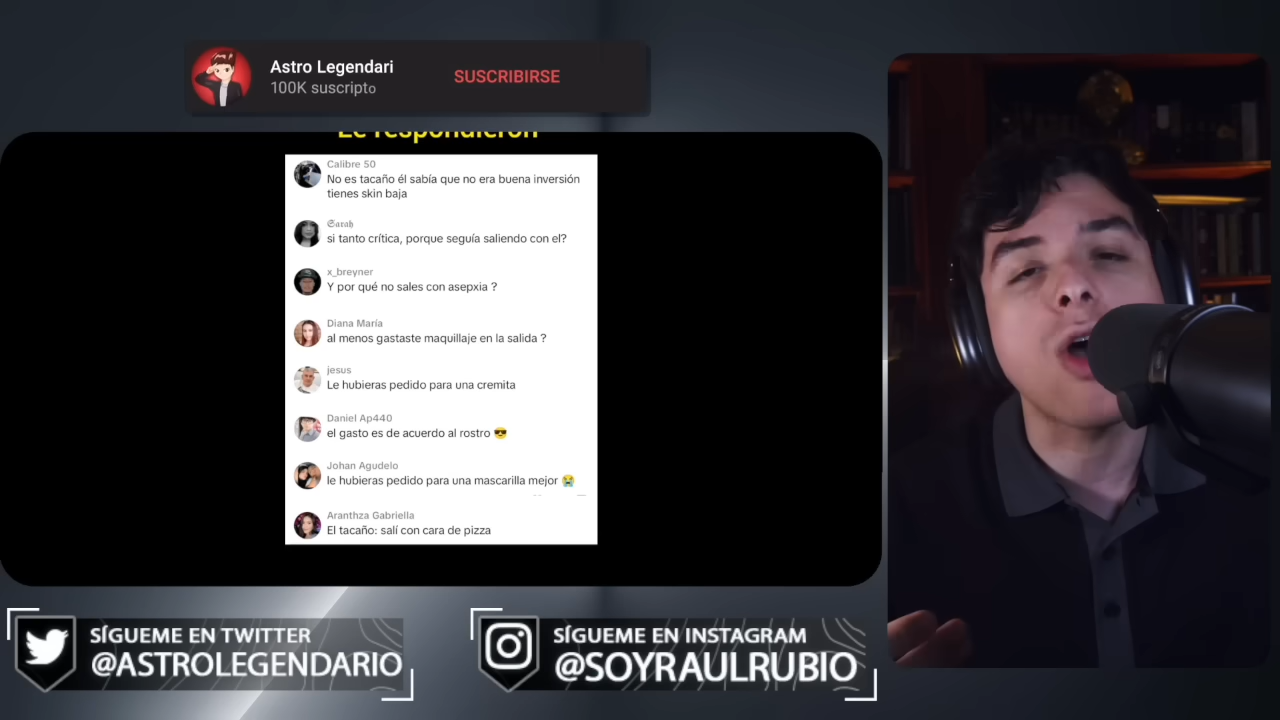 Astro Legendari
100K suscripto
SUSCRIBIRSE
Le respondieron
Calibre 50
No es tacaño él sabía que no era buena inversión
tienes skin baja
Sarah
si tanto crítica, porque seguía saliendo con el?
x_breyner
Y por qué no sales con asepxia ?
Diana María
al menos gastaste maquillaje en la salida ?
jesus
Le hubieras pedido para una cremita
Daniel Ap440
el gasto es de acuerdo al rostro 😎
Johan Agudelo
le hubieras pedido para una mascarilla mejor 😭
Aranthza Gabriella
El tacaño: salí con cara de pizza
SÍGUEME EN TWITTER
@ASTROLEGENDARIO
SÍGUEME EN INSTAGRAM
@SOYRAULRUBIO